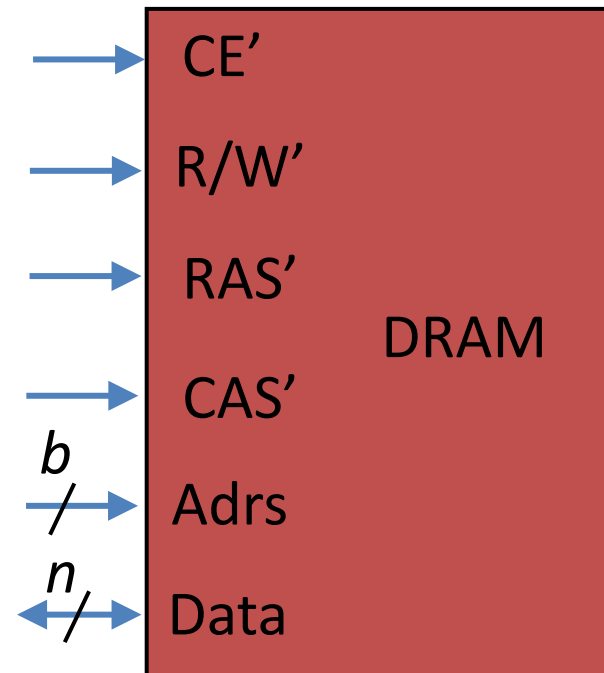 CE’
R/W’
RAS’
DRAM
CAS’
b
Adrs
n
Data